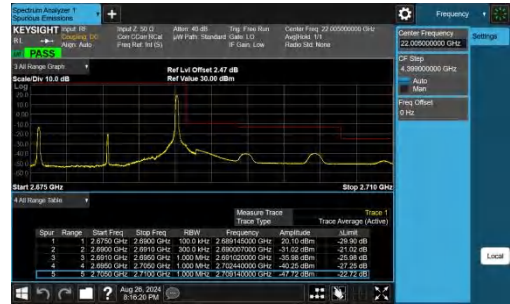 Spectrum Analyzer 1
Spurious Emissions
Frequency
KEYSIGHT Input: RF Input Z: 50 Ω Atten: 40 dB Trig: Free Run Center Freq: 22.005000000 GHz
RL Coupling: DC Corr CCorr RCal µW Path: Standard Gate: LO Avg|Hold: 1/1
Align: Auto Freq Ref: Int (S) IF Gain: Low Radio Std: None
PASS
Center Frequency
22.005000000 GHz
Settings
CF Step
4.399000000 GHz
Auto
Man
Freq Offset
0 Hz
3 All Range Graph
Ref Lvl Offset 2.47 dB
Scale/Div 10.0 dB Ref Value 30.00 dBm
Log
Start 2.675 GHz Stop 2.710 GHz
4 All Range Table
Measure Trace Trace 1
Trace Type Trace Average (Active)
Spur Range Start Freq Stop Freq RBW Frequency Amplitude ΔLimit
1 1 2.6750 GHz 2.6900 GHz 100.0 kHz 2.689145000 GHz 20.10 dBm -29.90 dB
2 2 2.6900 GHz 2.6910 GHz 300.0 kHz 2.690007000 GHz -31.02 dBm -21.02 dB
3 3 2.6910 GHz 2.6950 GHz 1.000 MHz 2.691020000 GHz -35.98 dBm -25.98 dB
4 4 2.6950 GHz 2.7050 GHz 1.000 MHz 2.702440000 GHz -40.25 dBm -27.25 dB
5 5 2.7050 GHz 2.7100 GHz 1.000 MHz 2.709140000 GHz -47.72 dBm -22.72 dB
Local
Aug 26, 2024
8:16:20 PM